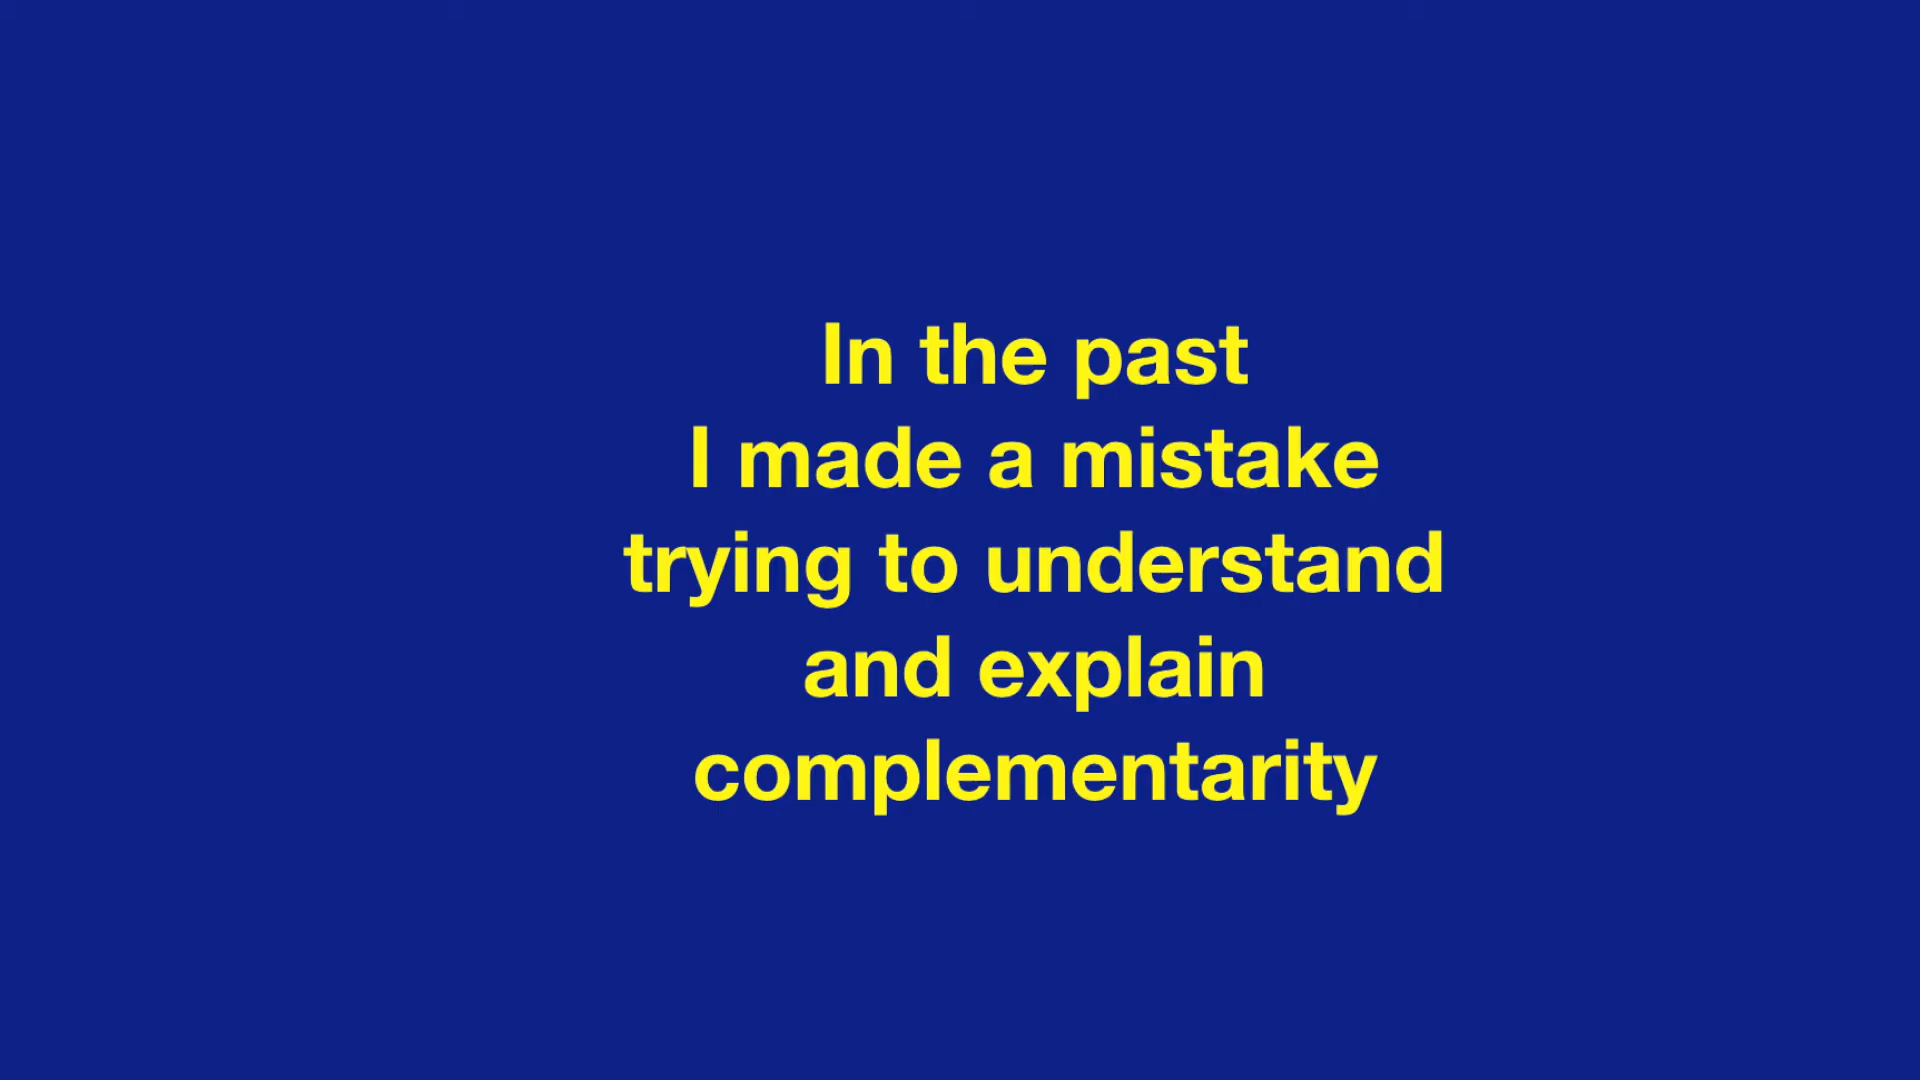 In the past
I made a mistake
trying to understand
and explain
complementarity